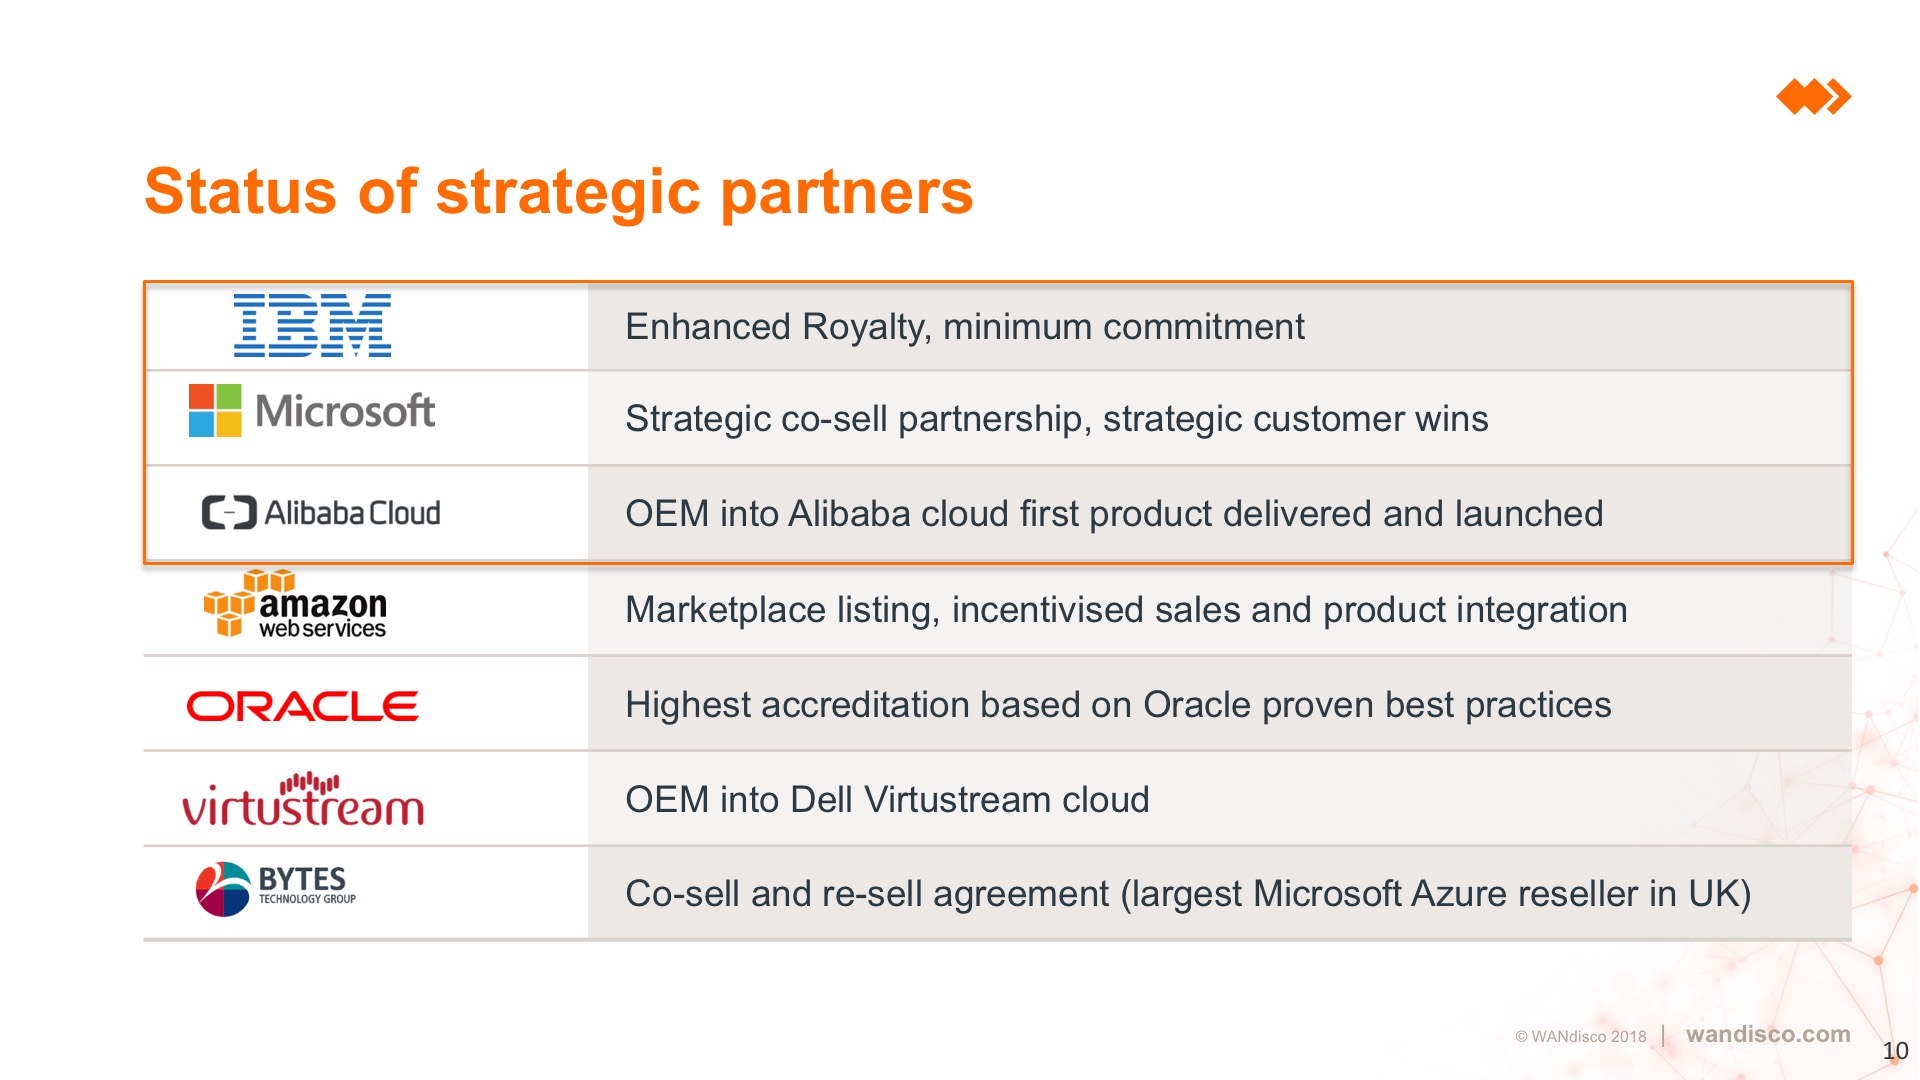 Status of strategic partners
IBM
Enhanced Royalty, minimum commitment
Microsoft
Strategic co-sell partnership, strategic customer wins
Alibaba Cloud
OEM into Alibaba cloud first product delivered and launched
amazon
web services
Marketplace listing, incentivised sales and product integration
ORACLE
Highest accreditation based on Oracle proven best practices
virtustream
OEM into Dell Virtustream cloud
BYTES
TECHNOLOGY GROUP
Co-sell and re-sell agreement (largest Microsoft Azure reseller in UK)
© WANdisco 2018 | wandisco.com
10